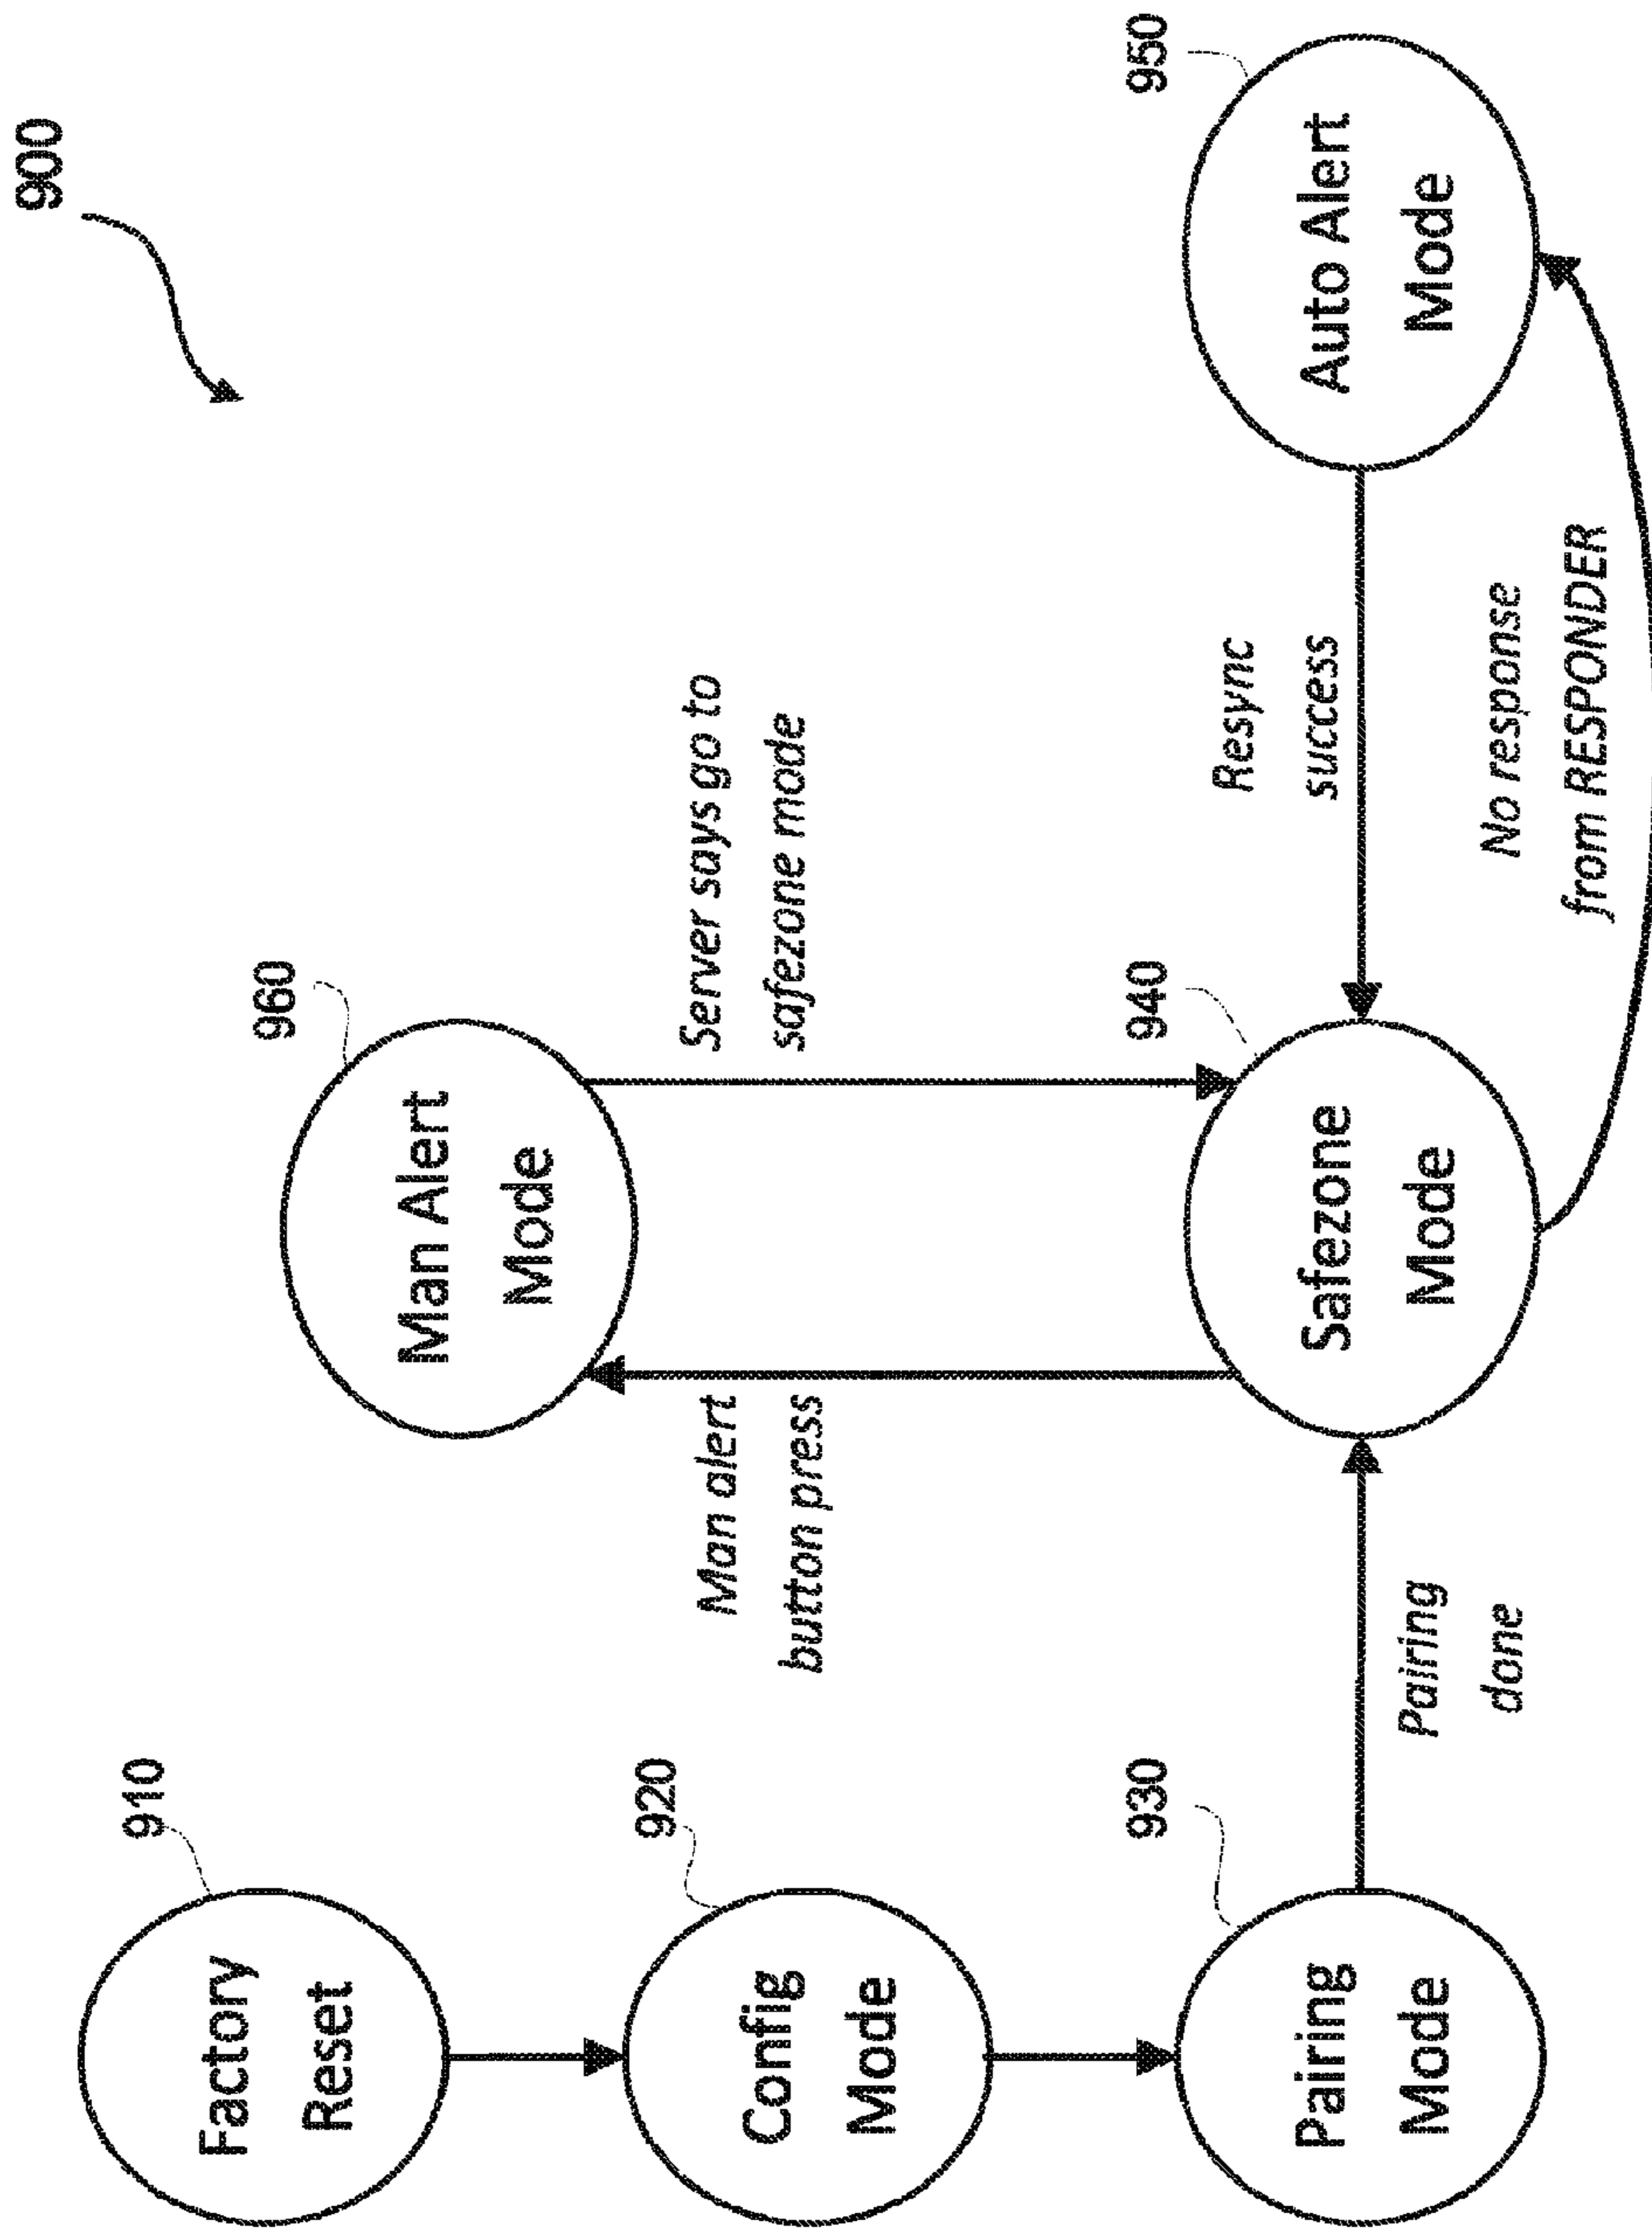 900
910
Factory
Reset
920
Config
Mode
930
Pairing
Mode
Pairing
done
960
Man Alert
Mode
Man alert
button press
Server says go to
safezone mode
940
Safezone
Mode
Resync
success
No response
from RESPONDER
950
Auto Alert
Mode